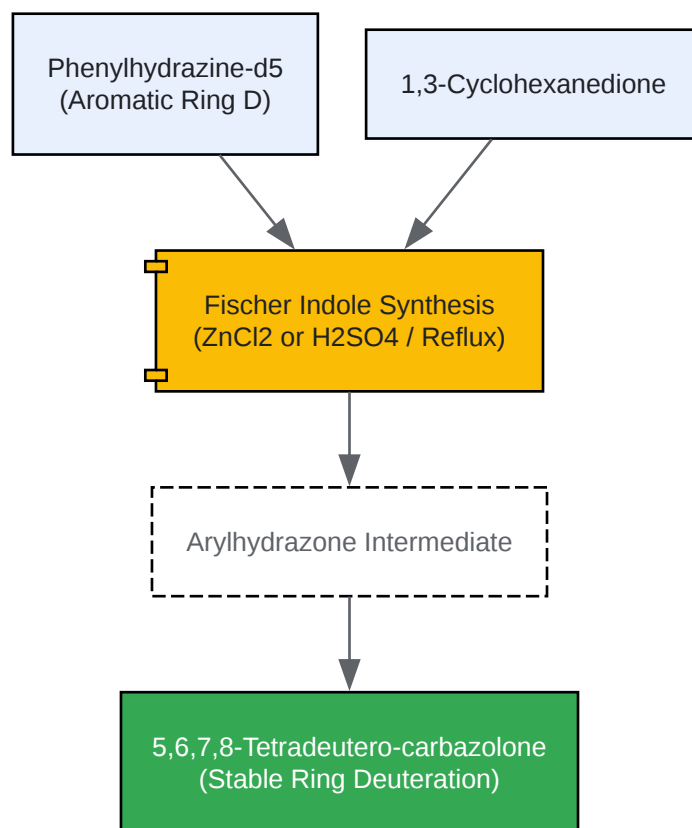 Phenylhydrazine-d5
(Aromatic Ring D)
1,3-Cyclohexanedione
Fischer Indole Synthesis
(ZnCl2 or H2SO4 / Reflux)
Arylhydrazone Intermediate
5,6,7,8-Tetradeutero-carbazolone
(Stable Ring Deuteration)